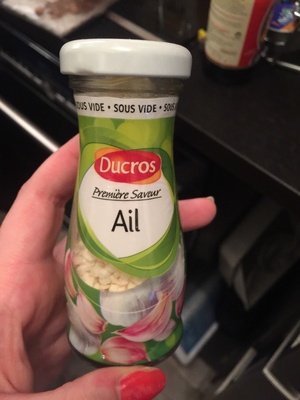 SOUS VIDE • SOUS VIDE • SOUS
Ducros
Première Saveur
Ail